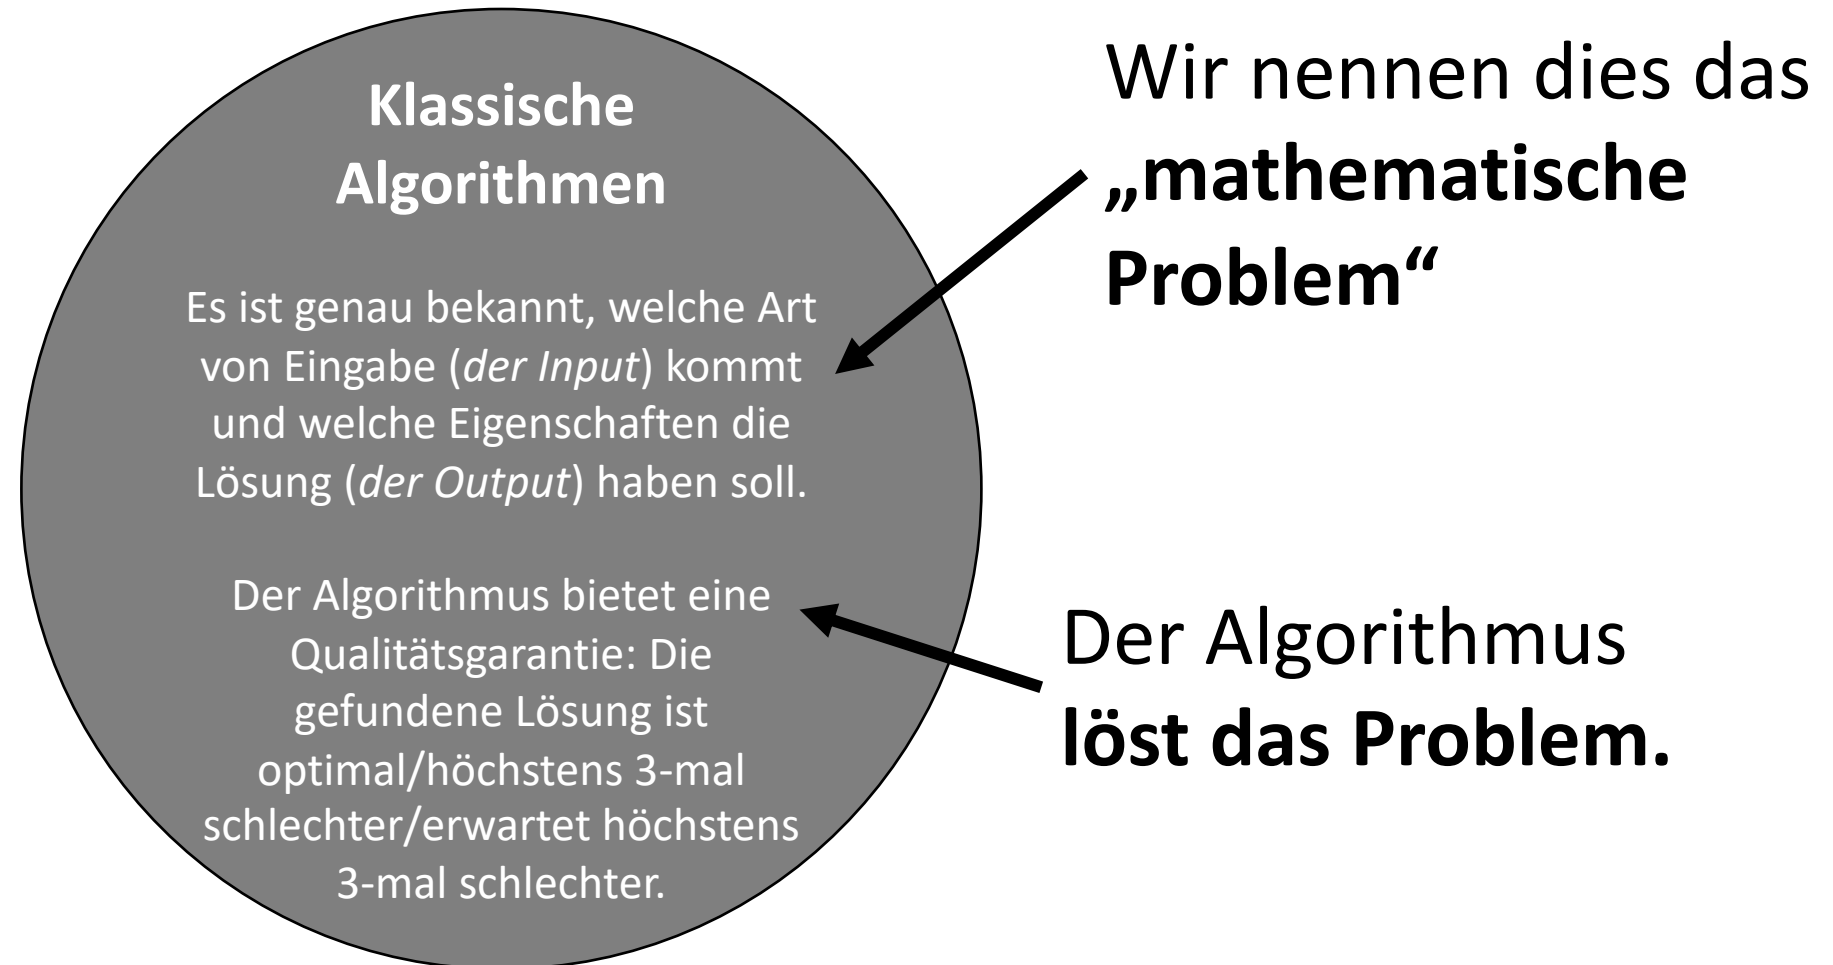 Klassische
Algorithmen
Es ist genau bekannt, welche Art
von Eingabe (der Input) kommt
und welche Eigenschaften die
Lösung (der Output) haben soll.
Der Algorithmus bietet eine
Qualitätsgarantie: Die
gefundene Lösung ist
optimal/höchstens 3-mal
schlechter/erwartet höchstens
3-mal schlechter.
Wir nennen dies das
„mathematische
Problem“
Der Algorithmus
löst das Problem.